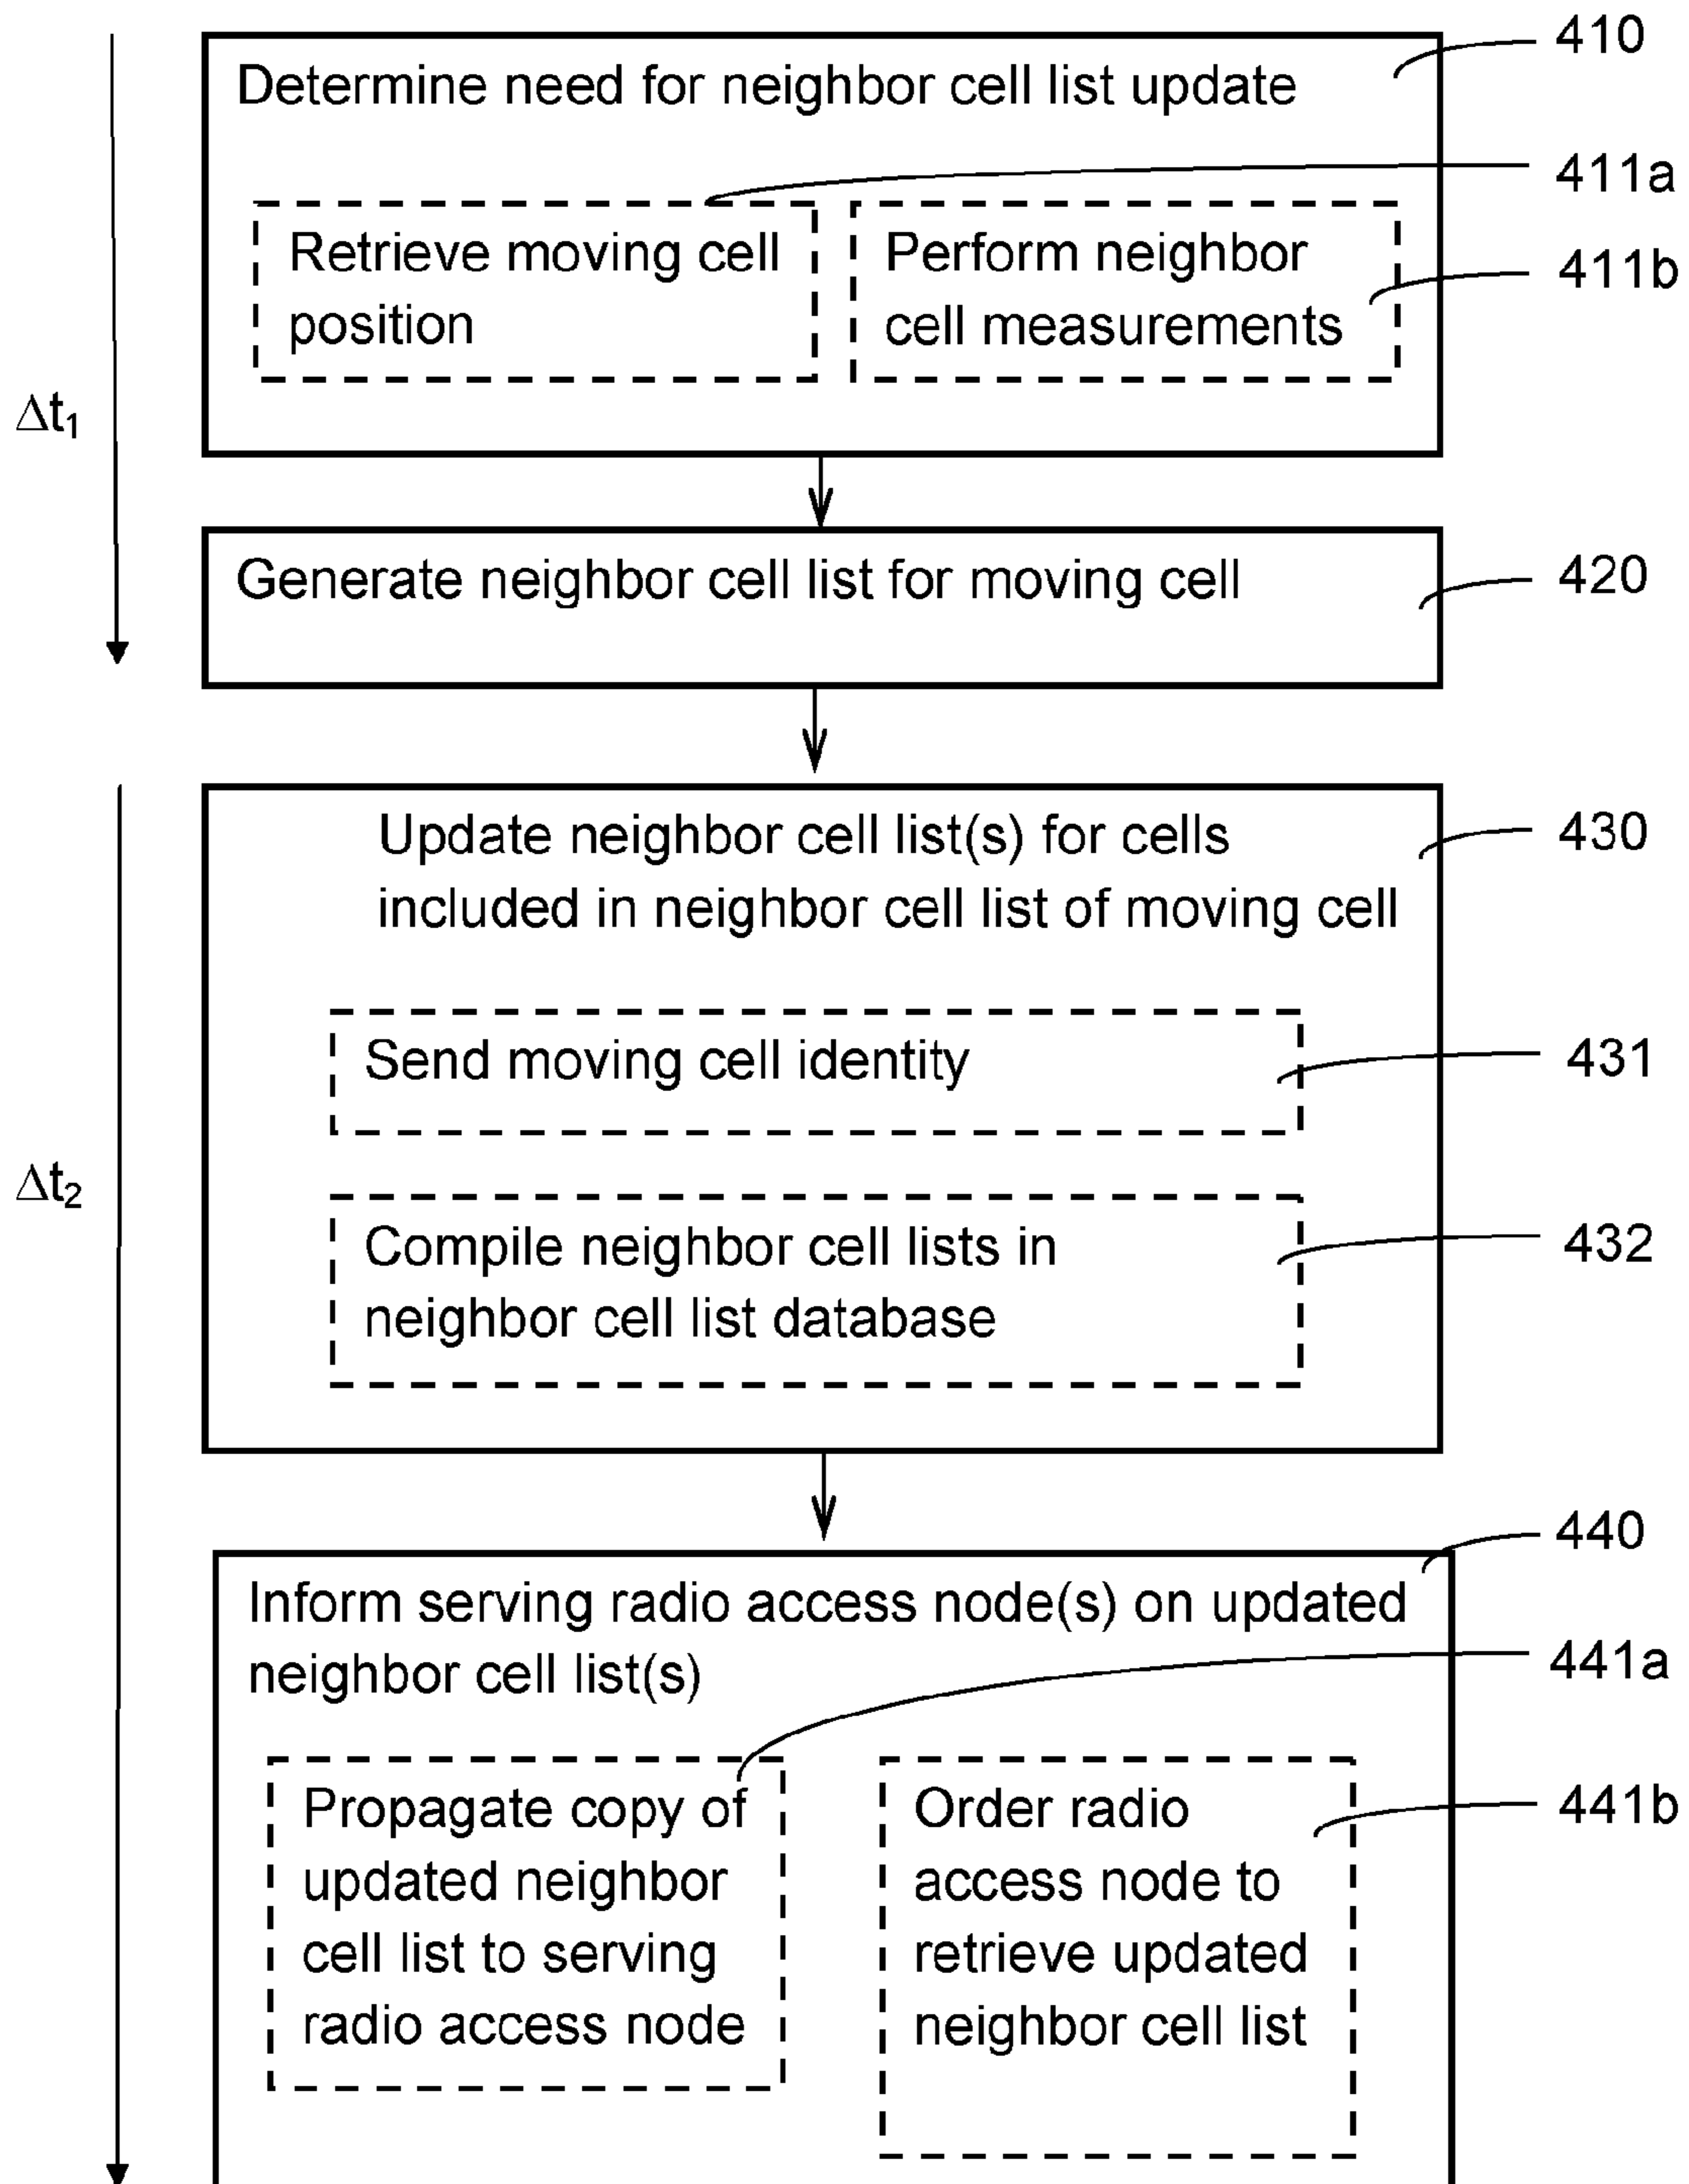 410
Determine need for neighbor cell list update
411a
Retrieve moving cell
position
Perform neighbor
cell measurements
411b
Δt1
Generate neighbor cell list for moving cell
420
Update neighbor cell list(s) for cells
included in neighbor cell list of moving cell
430
Send moving cell identity
431
Δt2
Compile neighbor cell lists in
neighbor cell list database
432
440
Inform serving radio access node(s) on updated
neighbor cell list(s)
441a
Propagate copy of
updated neighbor
cell list to serving
radio access node
Order radio
access node to
retrieve updated
neighbor cell list
441b